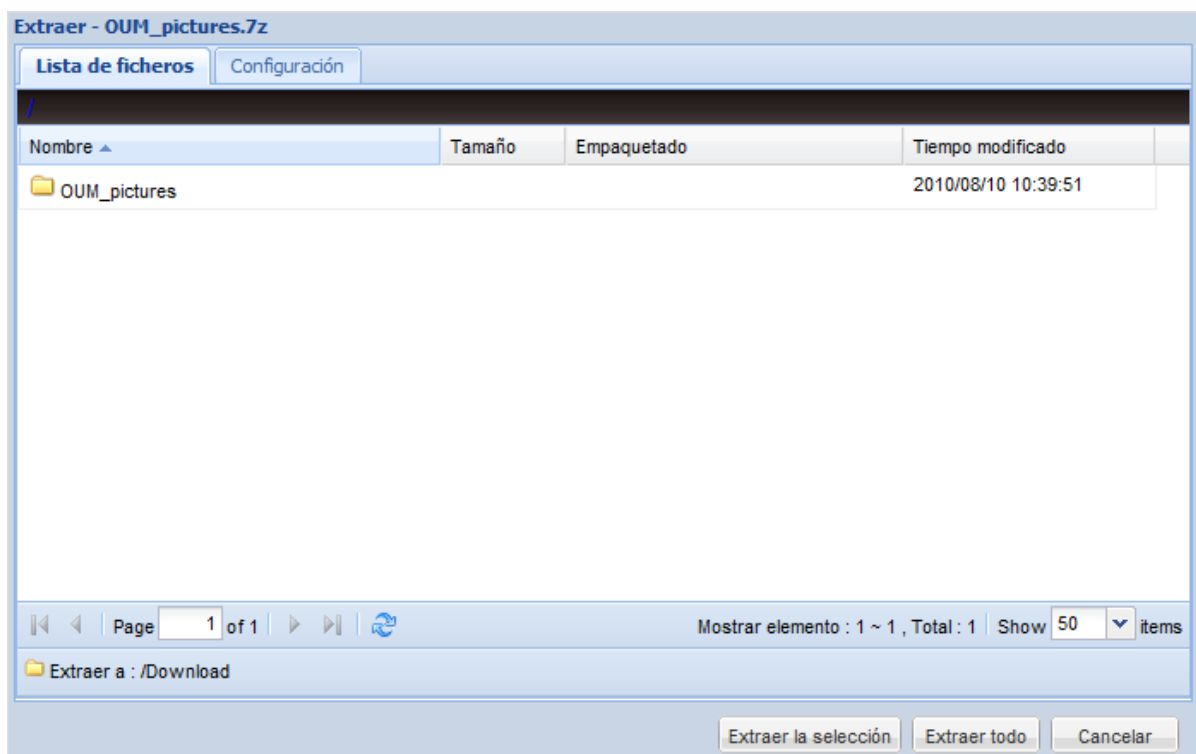 Extraer - OUM_pictures.7z
Lista de ficheros Configuración
/
Nombre Tamaño Empaquetado Tiempo modificado
OUM_pictures 2010/08/10 10:39:51
Page 1 of 1 Mostrar elemento : 1 ~ 1 , Total : 1 Show 50 items
Extraer a : /Download
Extraer la selección Extraer todo Cancelar